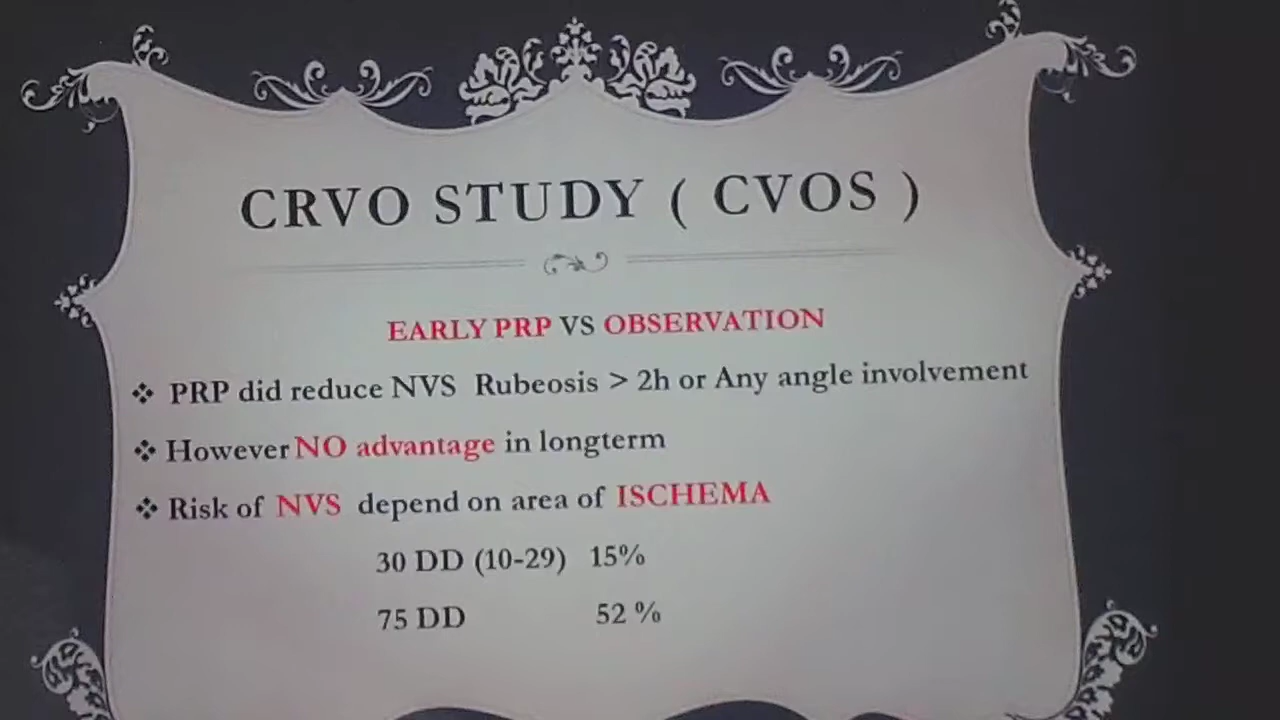 CRVO STUDY ( CVOS )
EARLY PRP VS OBSERVATION
❖ PRP did reduce NVS Rubeosis > 2h or Any angle involvement
❖ However NO advantage in longterm
❖ Risk of NVS depend on area of ISCHEMA
30 DD (10-29) 15%
75 DD 52 %